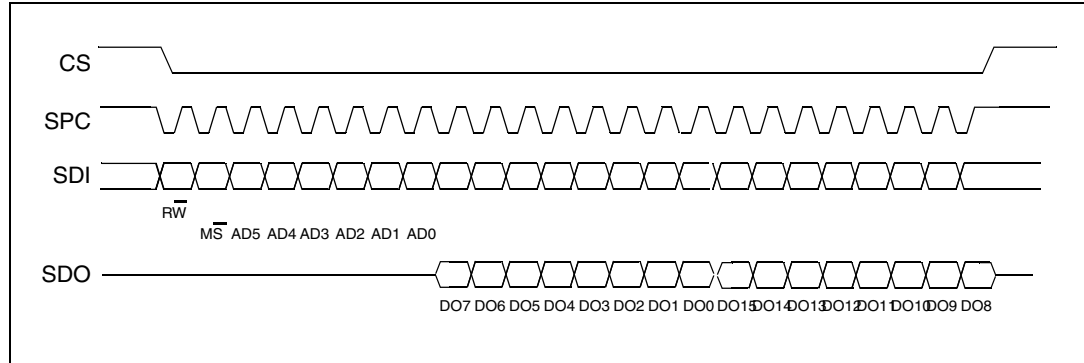 CS
SPC
SDI
RW
MS AD5 AD4 AD3 AD2 AD1 AD0
SDO
DO7 DO6 DO5 DO4 DO3 DO2 DO1 DO0 DO15 DO14 DO13 DO12 DO11 DO10 DO9 DO8